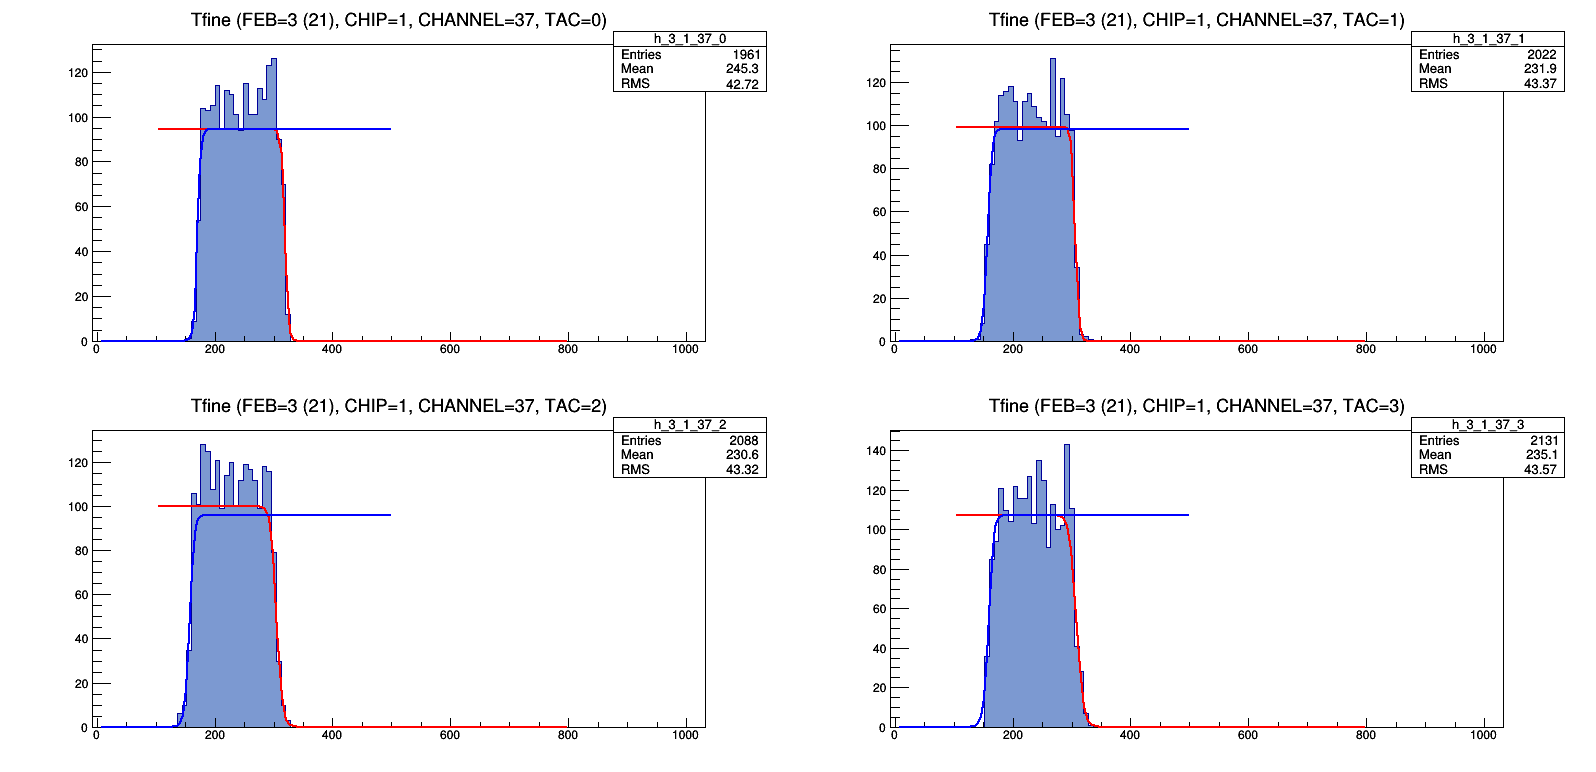 Tfine (FEB=3 (21), CHIP=1, CHANNEL=37, TAC=0)
h_3_1_37_0
Entries 1961
Mean 245.3
RMS 42.72
120
100
80
60
40
20
0
0 200 400 600 800 1000
Tfine (FEB=3 (21), CHIP=1, CHANNEL=37, TAC=1)
h_3_1_37_1
Entries 2022
Mean 231.9
RMS 43.37
120
100
80
60
40
20
0
0 200 400 600 800 1000
Tfine (FEB=3 (21), CHIP=1, CHANNEL=37, TAC=2)
h_3_1_37_2
Entries 2088
Mean 230.6
RMS 43.32
120
100
80
60
40
20
0
0 200 400 600 800 1000
Tfine (FEB=3 (21), CHIP=1, CHANNEL=37, TAC=3)
h_3_1_37_3
Entries 2131
Mean 235.1
RMS 43.57
140
120
100
80
60
40
20
0
0 200 400 600 800 1000